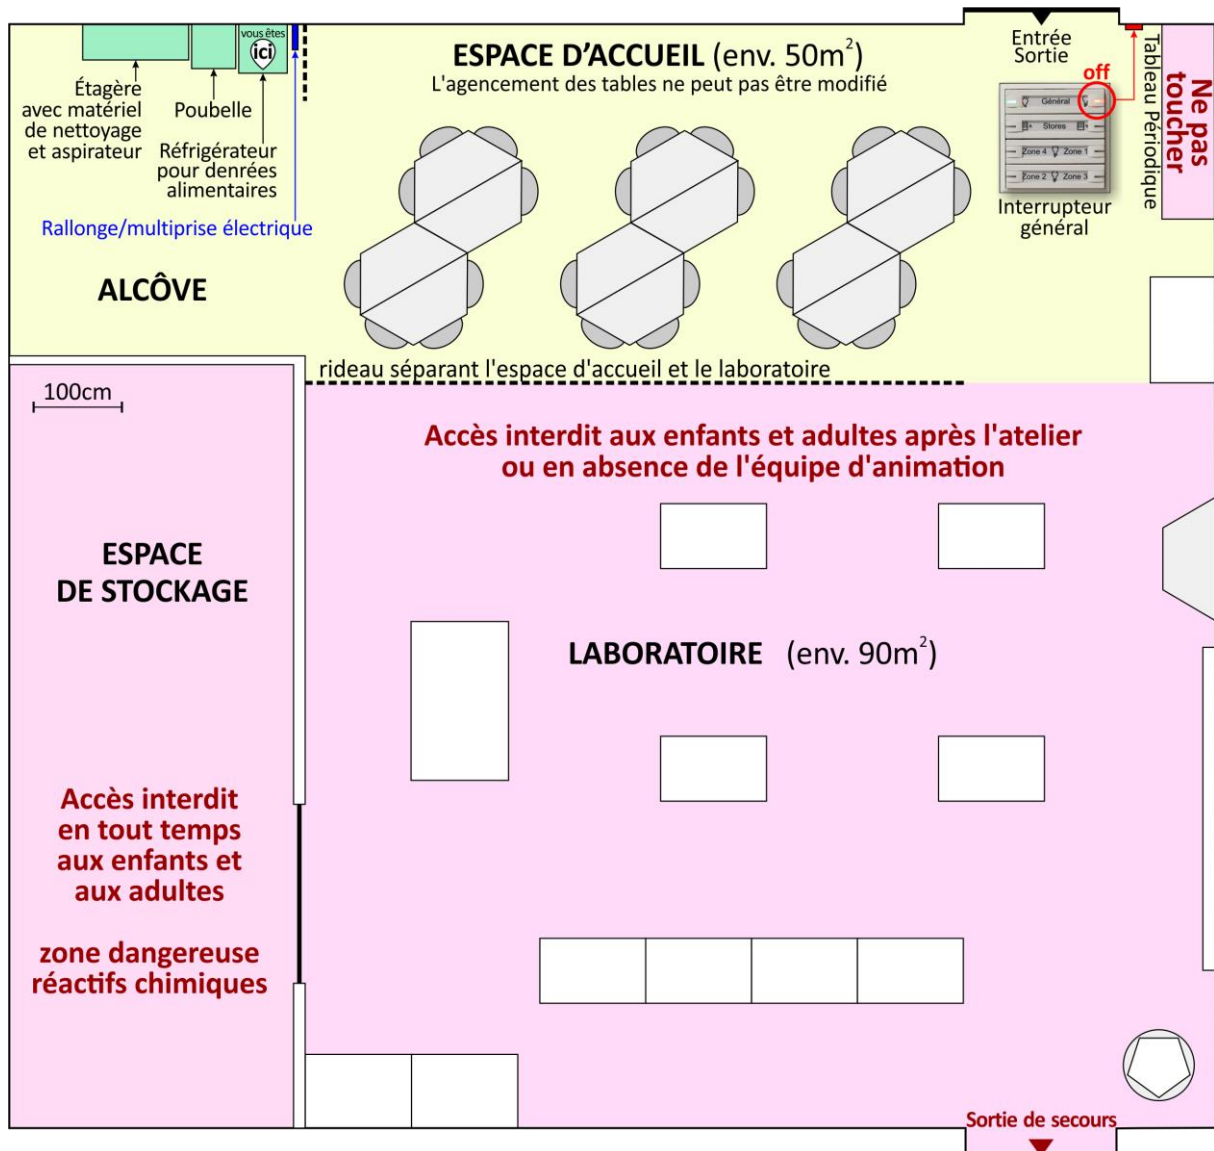 vous êtes
ici
Étagère
avec matériel
de nettoyage
et aspirateur
Poubelle
Réfrigérateur
pour denrées
alimentaires
Rallonge/multiprise électrique
ALCÔVE
ESPACE D’ACCUEIL (env. 50m²)
L'agencement des tables ne peut pas être modifié
Entrée
Sortie
off
Général
Stores
Zone 4 Zone 1
Zone 2 Zone 3
Interrupteur
général
Tableau Périodique
Ne pas
toucher
rideau séparant l'espace d'accueil et le laboratoire
100cm
Accès interdit aux enfants et adultes après l'atelier
ou en absence de l'équipe d'animation
ESPACE
DE STOCKAGE
LABORATOIRE (env. 90m²)
Accès interdit
en tout temps
aux enfants et
aux adultes
zone dangereuse
réactifs chimiques
Sortie de secours